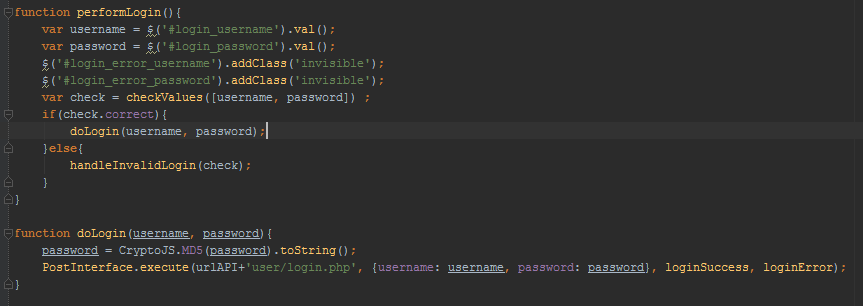 function performLogin(){
var username = $('#login_username').val();
var password = $('#login_password').val();
$('#login_error_username').addClass('invisible');
$('#login_error_password').addClass('invisible');
var check = checkValues([username, password]) ;
if(check.correct){
doLogin(username, password);
}else{
handleInvalidLogin(check);
}
}
function doLogin(username, password){
password = CryptoJS.MD5(password).toString();
PostInterface.execute(urlAPI+'user/login.php', {username: username, password: password}, loginSuccess, loginError);
}